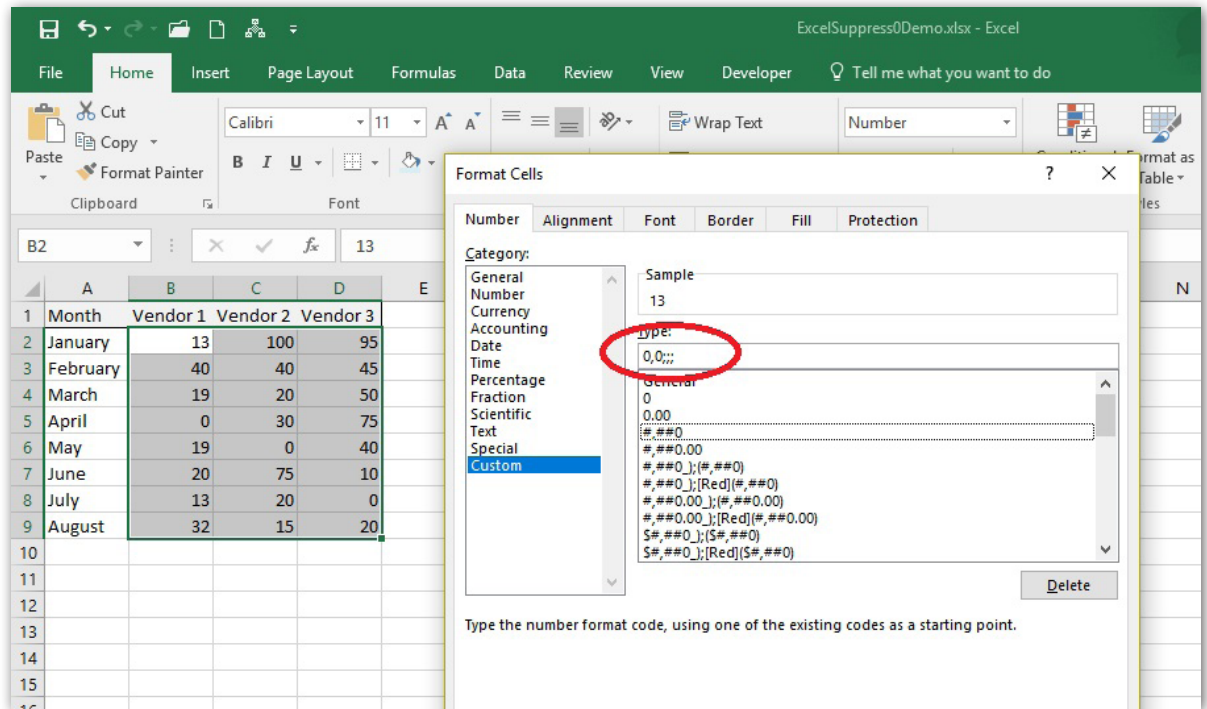 ExcelSuppress0Demo.xlsx - Excel
File Home Insert Page Layout Formulas Data Review View Developer Tell me what you want to do
Paste
Cut
Copy
Format Painter
Clipboard
Calibri 11 A A
B I U
Font
Wrap Text
Number
Format Cells ?
Number Alignment Font Border Fill Protection
Category:
General
Number
Currency
Accounting
Date
Time
Percentage
Fraction
Scientific
Text
Special
Custom
Sample
13
Type:
0,0;;;
General
0
0.00
#,##0
#,##0.00
#,##0_);(#,##0)
#,##0_);[Red](#,##0)
#,##0.00_);(#,##0.00)
#,##0.00_);[Red](#,##0.00)
$#,##0_);($#,##0)
$#,##0_);[Red]($#,##0)
Delete
Type the number format code, using one of the existing codes as a starting point.
B2 fx 13
A B C D E N
1 Month Vendor 1 Vendor 2 Vendor 3
2 January 13 100 95
3 February 40 40 45
4 March 19 20 50
5 April 0 30 75
6 May 19 0 40
7 June 20 75 10
8 July 13 20 0
9 August 32 15 20
10
11
12
13
14
15